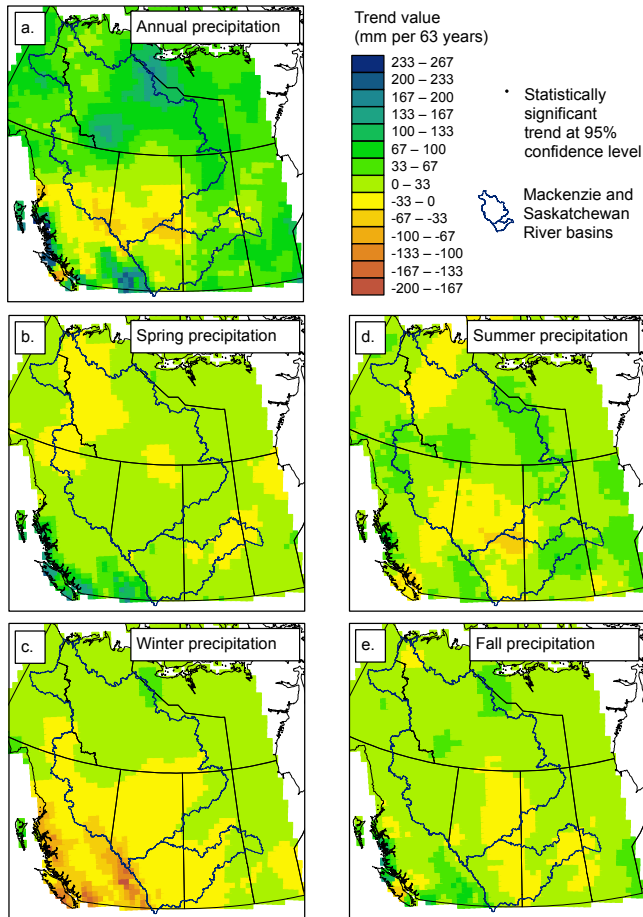 a.
Annual precipitation
Trend value
(mm per 63 years)
233 – 267
200 – 233
167 – 200
133 – 167
100 – 133
67 – 100
33 – 67
0 – 33
-33 – 0
-67 – -33
-100 – -67
-133 – -100
-167 – -133
-200 – -167
Statistically
significant
trend at 95%
confidence level
Mackenzie and
Saskatchewan
River basins
b.
Spring precipitation
d.
Summer precipitation
c.
Winter precipitation
e.
Fall precipitation